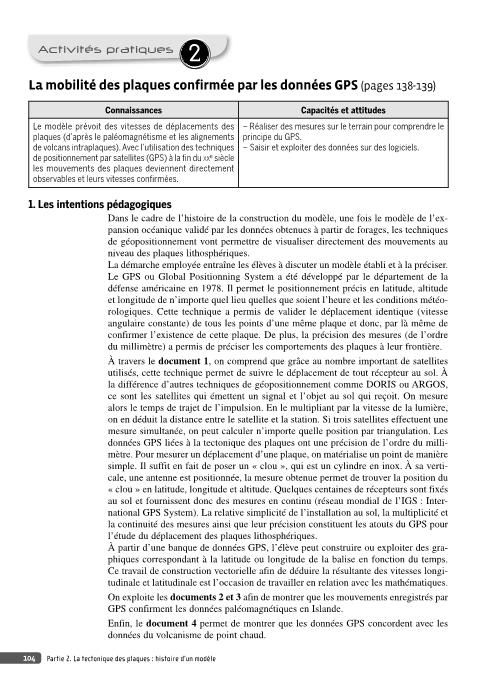 Activités pratiques 2
La mobilité des plaques confirmée par les données GPS (pages 138-139)
Connaissances
Le modèle prévoit des vitesses de déplacements des
plaques (d'après le paléomagnétisme et les alignements
de volcans intraplaques). Avec l'utilisation des techniques
de positionnement par satellites (GPS) à la fin du XXe siècle
les mouvements des plaques deviennent directement
observables et leurs vitesses confirmées.
Capacités et attitudes
– Réaliser des mesures sur le terrain pour comprendre le
principe du GPS.
– Saisir et exploiter des données sur des logiciels.
1. Les intentions pédagogiques
Dans le cadre de l'histoire de la construction du modèle, une fois le modèle de l'ex-
pansion océanique validé par les données obtenues à partir de forages, les techniques
de géopositionnement vont permettre de visualiser directement des mouvements au
niveau des plaques lithosphériques.
La démarche employée entraîne les élèves à discuter un modèle établi et à la préciser.
Le GPS ou Global Positionning System a été développé par le département de la
défense américaine en 1978. Il permet le positionnement précis en latitude, altitude
et longitude de n'importe quel lieu quelles que soient l'heure et les conditions météo-
rologiques. Cette technique a permis de valider le déplacement identique (vitesse
angulaire constante) de tous les points d'une même plaque et donc, par là même de
confirmer l'existence de cette plaque. De plus, la précision des mesures (de l'ordre
du millimètre) a permis de préciser les comportements des plaques à leur frontière.
À travers le document 1, on comprend que grâce au nombre important de satellites
utilisés, cette technique permet de suivre le déplacement de tout récepteur au sol. À
la différence d'autres techniques de géopositionnement comme DORIS ou ARGOS,
ce sont les satellites qui émettent un signal et l'objet au sol qui reçoit. On mesure
alors le temps de trajet de l'impulsion. En le multipliant par la vitesse de la lumière,
on en déduit la distance entre le satellite et la station. Si trois satellites effectuent une
mesure simultanée, on peut calculer n'importe quelle position par triangulation. Les
données GPS liées à la tectonique des plaques ont une précision de l'ordre du milli-
mètre. Pour mesurer un déplacement d'une plaque, on matérialise un point de manière
simple. Il suffit en fait de poser un « clou », qui est un cylindre en inox. À sa verti-
cale, une antenne est positionnée, la mesure obtenue permet de trouver la position du
« clou » en latitude, longitude et altitude. Quelques centaines de récepteurs sont fixés
au sol et fournissent donc des mesures en continu (réseau mondial de l'IGS : Inter-
national GPS System). La relative simplicité de l'installation au sol, la multiplicité et
la continuité des mesures ainsi que leur précision constituent les atouts du GPS pour
l'étude du déplacement des plaques lithosphériques.
À partir d'une banque de données GPS, l'élève peut construire ou exploiter des gra-
phiques correspondant à la latitude ou longitude de la balise en fonction du temps.
Ce travail de construction vectorielle afin de déduire la résultante des vitesses longi-
tudinale et latitudinale est l'occasion de travailler en relation avec les mathématiques.
On exploite les documents 2 et 3 afin de montrer que les mouvements enregistrés par
GPS confirment les données paléomagnétiques en Islande.
Enfin, le document 4 permet de montrer que les données GPS concordent avec les
données du volcanisme de point chaud.
104 Partie 2. La tectonique des plaques : histoire d'un modèle